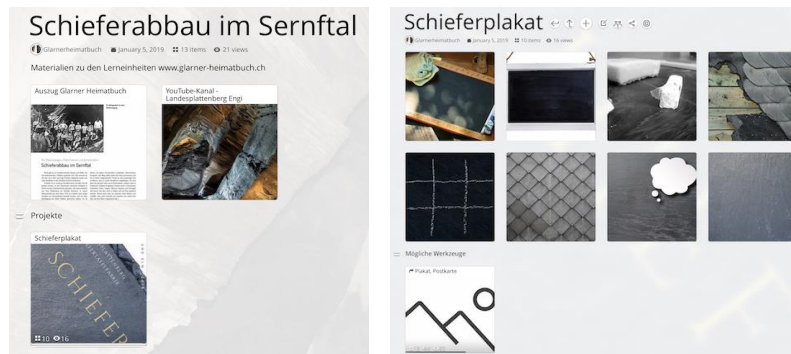 Schieferabbau im Sernftal
Glarnerheimatbuch January 5, 2019 13 items 21 views
Materialien zu den Lerneinheiten www.glarner-heimatbuch.ch
Auszug Glarner Heimatbuch
Schieferabbau im Sernftal
YouTube-Kanal -
Landesplattenberg Engi
Projekte
Schieferplakat
SCHIEFER
10 16
Schieferplakat
Glarnerheimatbuch January 5, 2019 10 items 16 views
Mögliche Werkzeuge
Plakat, Postkarte